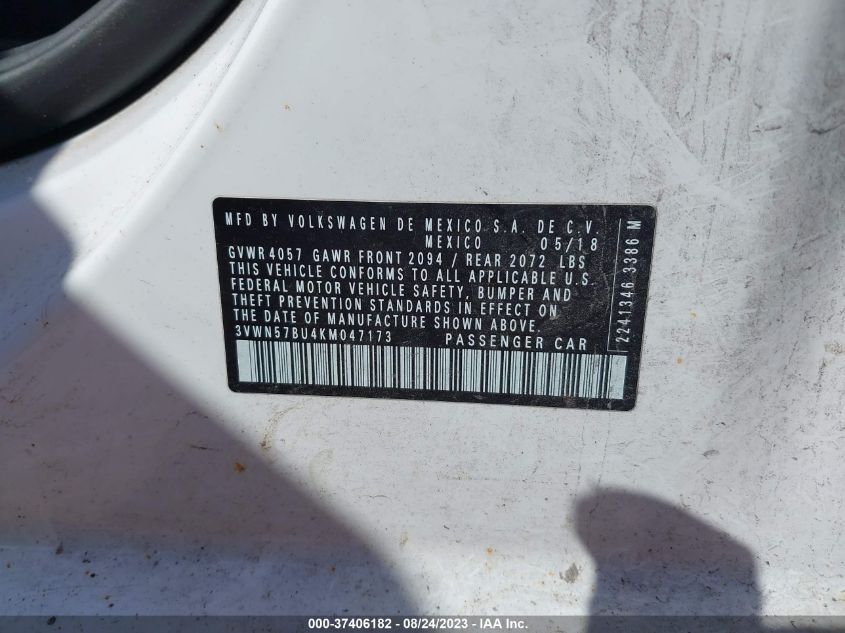 MFD BY VOLKSWAGEN DE MEXICO S.A. DE C.V.
MEXICO 05/18
GVWR 4057 GAWR FRONT 2094 / REAR 2072 LBS
THIS VEHICLE CONFORMS TO ALL APPLICABLE U.S.
FEDERAL MOTOR VEHICLE SAFETY, BUMPER AND
THEFT PREVENTION STANDARDS IN EFFECT ON
THE DATE OF MANUFACTURE SHOWN ABOVE.
3VWN57BU4KM047173 PASSENGER CAR
2241346 3386 M
000-37406182 - 08/24/2023 - IAA Inc.